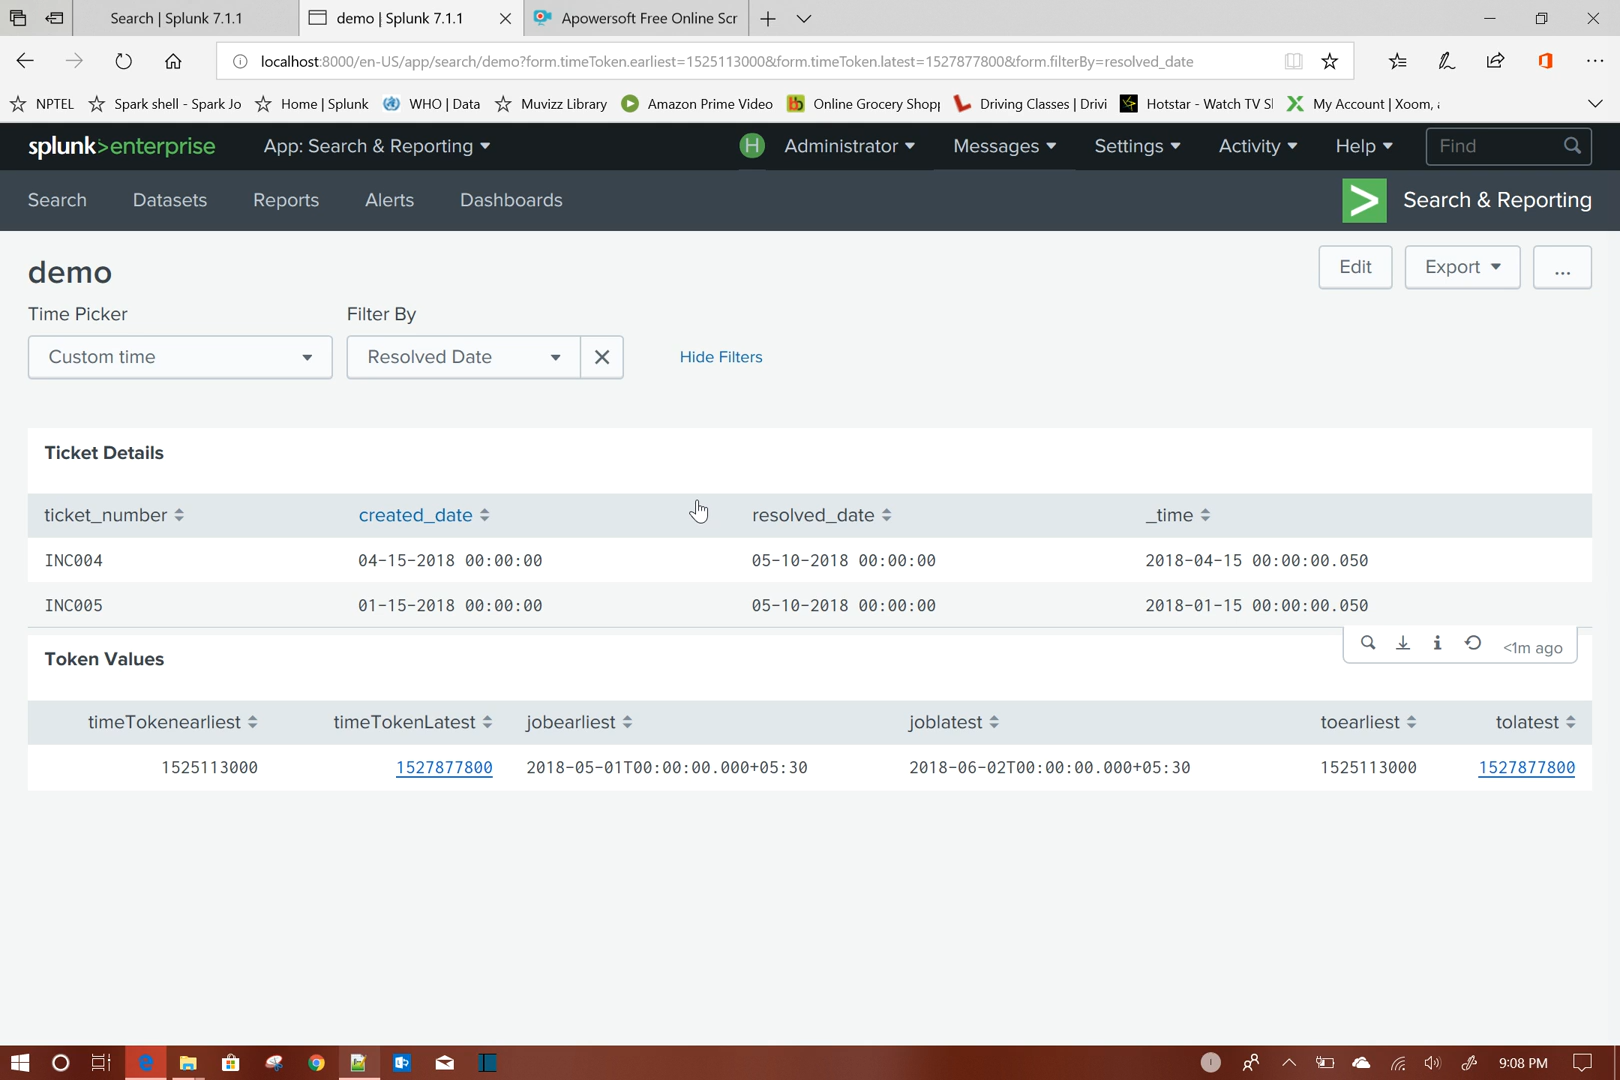 Search | Splunk 7.1.1
demo | Splunk 7.1.1
Apowersoft Free Online Scr
localhost:8000/en-US/app/search/demo?form.timeToken.earliest=1525113000&form.timeToken.latest=1527877800&form.filterBy=resolved_date
NPTEL
Spark shell - Spark Jo
Home | Splunk
WHO | Data
Muvizz Library
Amazon Prime Video
Online Grocery Shopp
Driving Classes | Drivi
Hotstar - Watch TV S
My Account | Xoom,
splunk>enterprise
App: Search & Reporting
H
Administrator
Messages
Settings
Activity
Help
Find
Search
Datasets
Reports
Alerts
Dashboards
Search & Reporting
demo
Edit
Export
...
Time Picker
Filter By
Custom time
Resolved Date
Hide Filters
Ticket Details
ticket_number created_date resolved_date _time
INC004 04-15-2018 00:00:00 05-10-2018 00:00:00 2018-04-15 00:00:00.050
INC005 01-15-2018 00:00:00 05-10-2018 00:00:00 2018-01-15 00:00:00.050
<1m ago
Token Values
timeTokenearliest timeTokenLatest jobearliest joblatest toearliest tolatest
1525113000 1527877800 2018-05-01T00:00:00.000+05:30 2018-06-02T00:00:00.000+05:30 1525113000 1527877800
9:08 PM